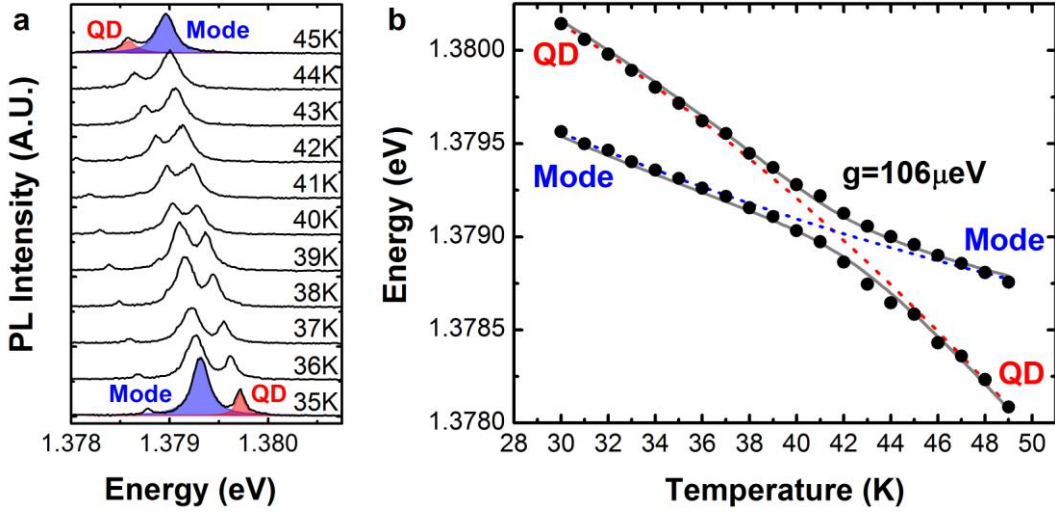 a
PL Intensity (A.U.)
QD
Mode
45K
44K
43K
42K
41K
40K
39K
38K
37K
36K
35K
Mode
QD
1.378
1.379
1.380
Energy (eV)
b
Energy (eV)
1.3800
1.3795
1.3790
1.3785
1.3780
QD
Mode
g=106μeV
Mode
QD
28 30 32 34 36 38 40 42 44 46 48 50
Temperature (K)